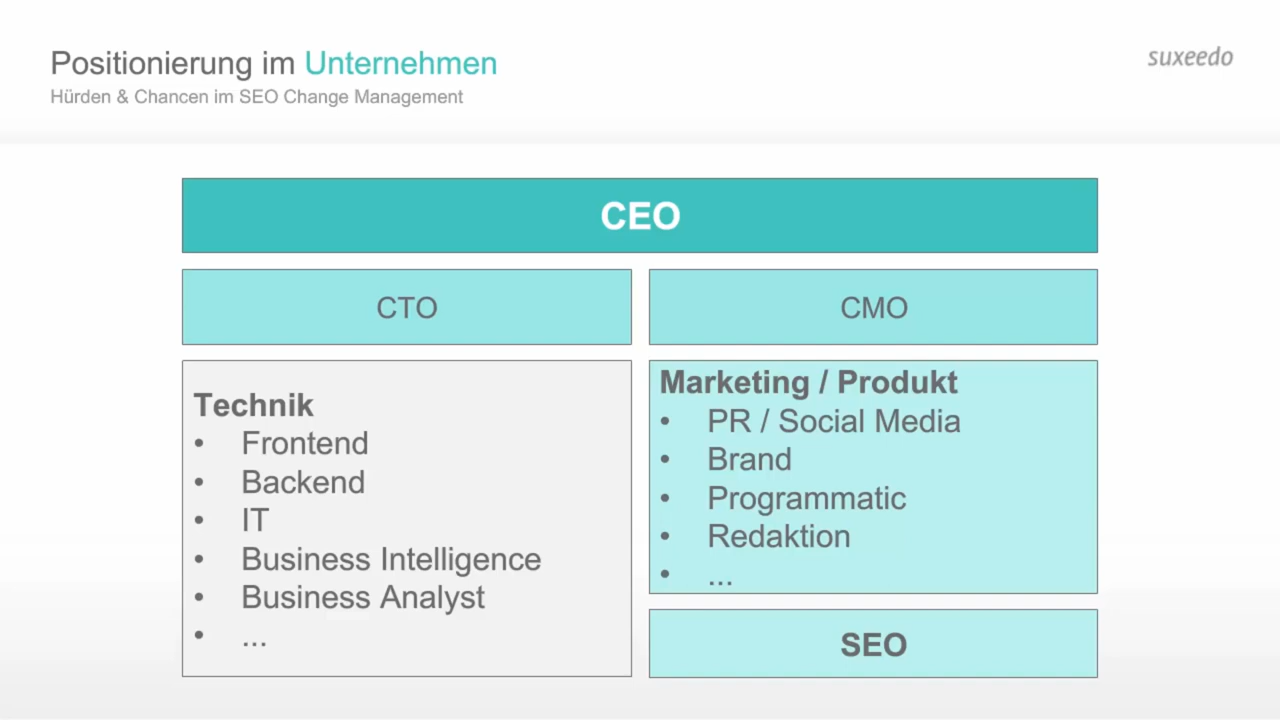 Positionierung im Unternehmen
suxeedo
Hürden & Chancen im SEO Change Management
CEO
CTO
CMO
Technik
• Frontend
• Backend
• IT
• Business Intelligence
• Business Analyst
• ...
Marketing / Produkt
• PR / Social Media
• Brand
• Programmatic
• Redaktion
• ...
SEO